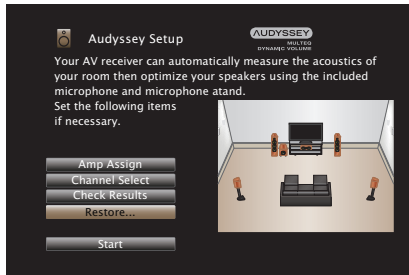 Audyssey Setup
AUDYSSEY
MULTEQ
DYNAMIC VOLUME
Your AV receiver can automatically measure the acoustics of
your room then optimize your speakers using the included
microphone and microphone atand.
Set the following items
if necessary.
Amp Assign
Channel Select
Check Results
Restore...
Start